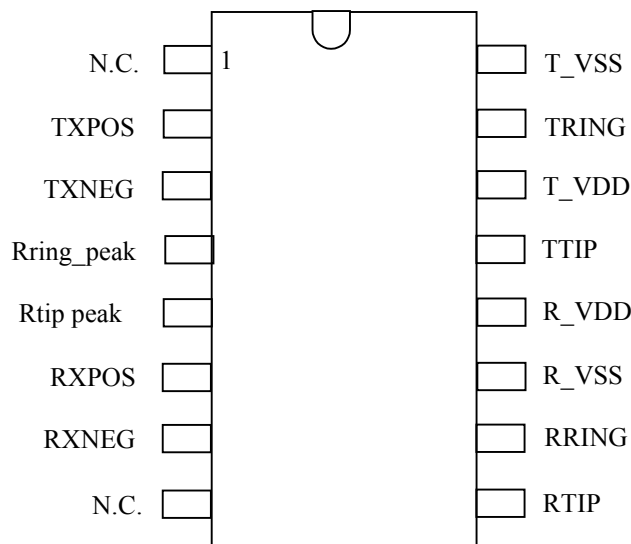 N.C. 1 T_VSS
TXPOS TRING
TXNEG T_VDD
Rring_peak TTIP
Rtip peak R_VDD
RXPOS R_VSS
RXNEG RRING
N.C. RTIP